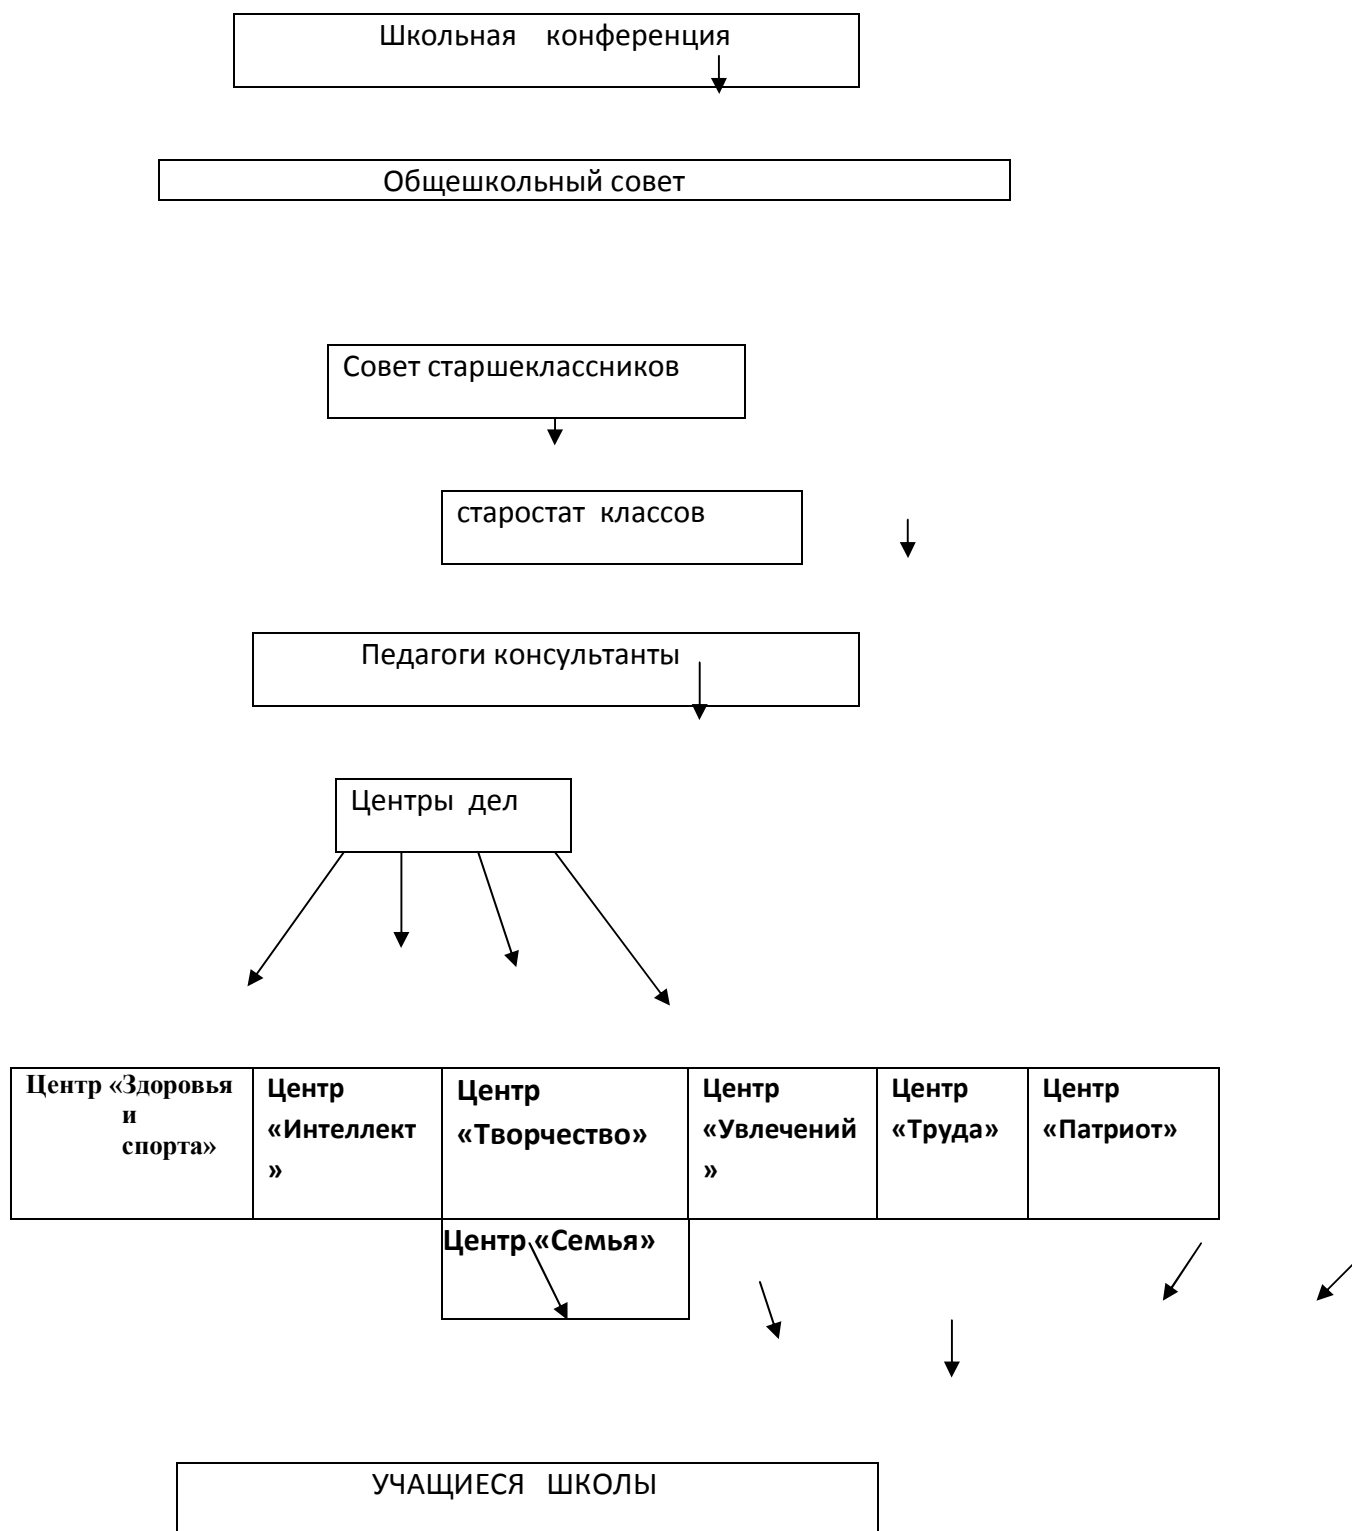 Школьная конференция
Общешкольный совет
Совет старшеклассников
старостат классов
Педагоги консультанты
Центры дел
Центр «Здоровья
и
спорта»
Центр
«Интеллект
»
Центр
«Творчество»
Центр
«Увлечений
»
Центр
«Труда»
Центр
«Патриот»
Центр «Семья»
УЧАЩИЕСЯ ШКОЛЫ